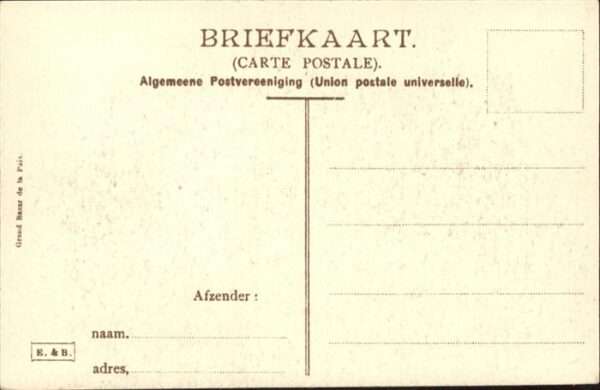 BRIEFKAART.
(CARTE POSTALE).
Algemeene Postvereeniging (Union postale universelle).
Grand Bazar de la Paix.
Afzender :
naam.
adres,
E. & B.